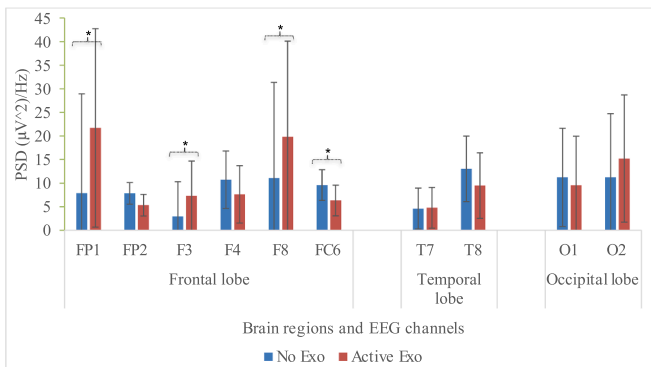 45
40
35
30
25
20
15
10
5
0
PSD (µV^2)/Hz
* * * *
FP1 FP2 F3 F4 F8 FC6 T7 T8 O1 O2
Frontal lobe Temporal lobe Occipital lobe
Brain regions and EEG channels
No Exo Active Exo